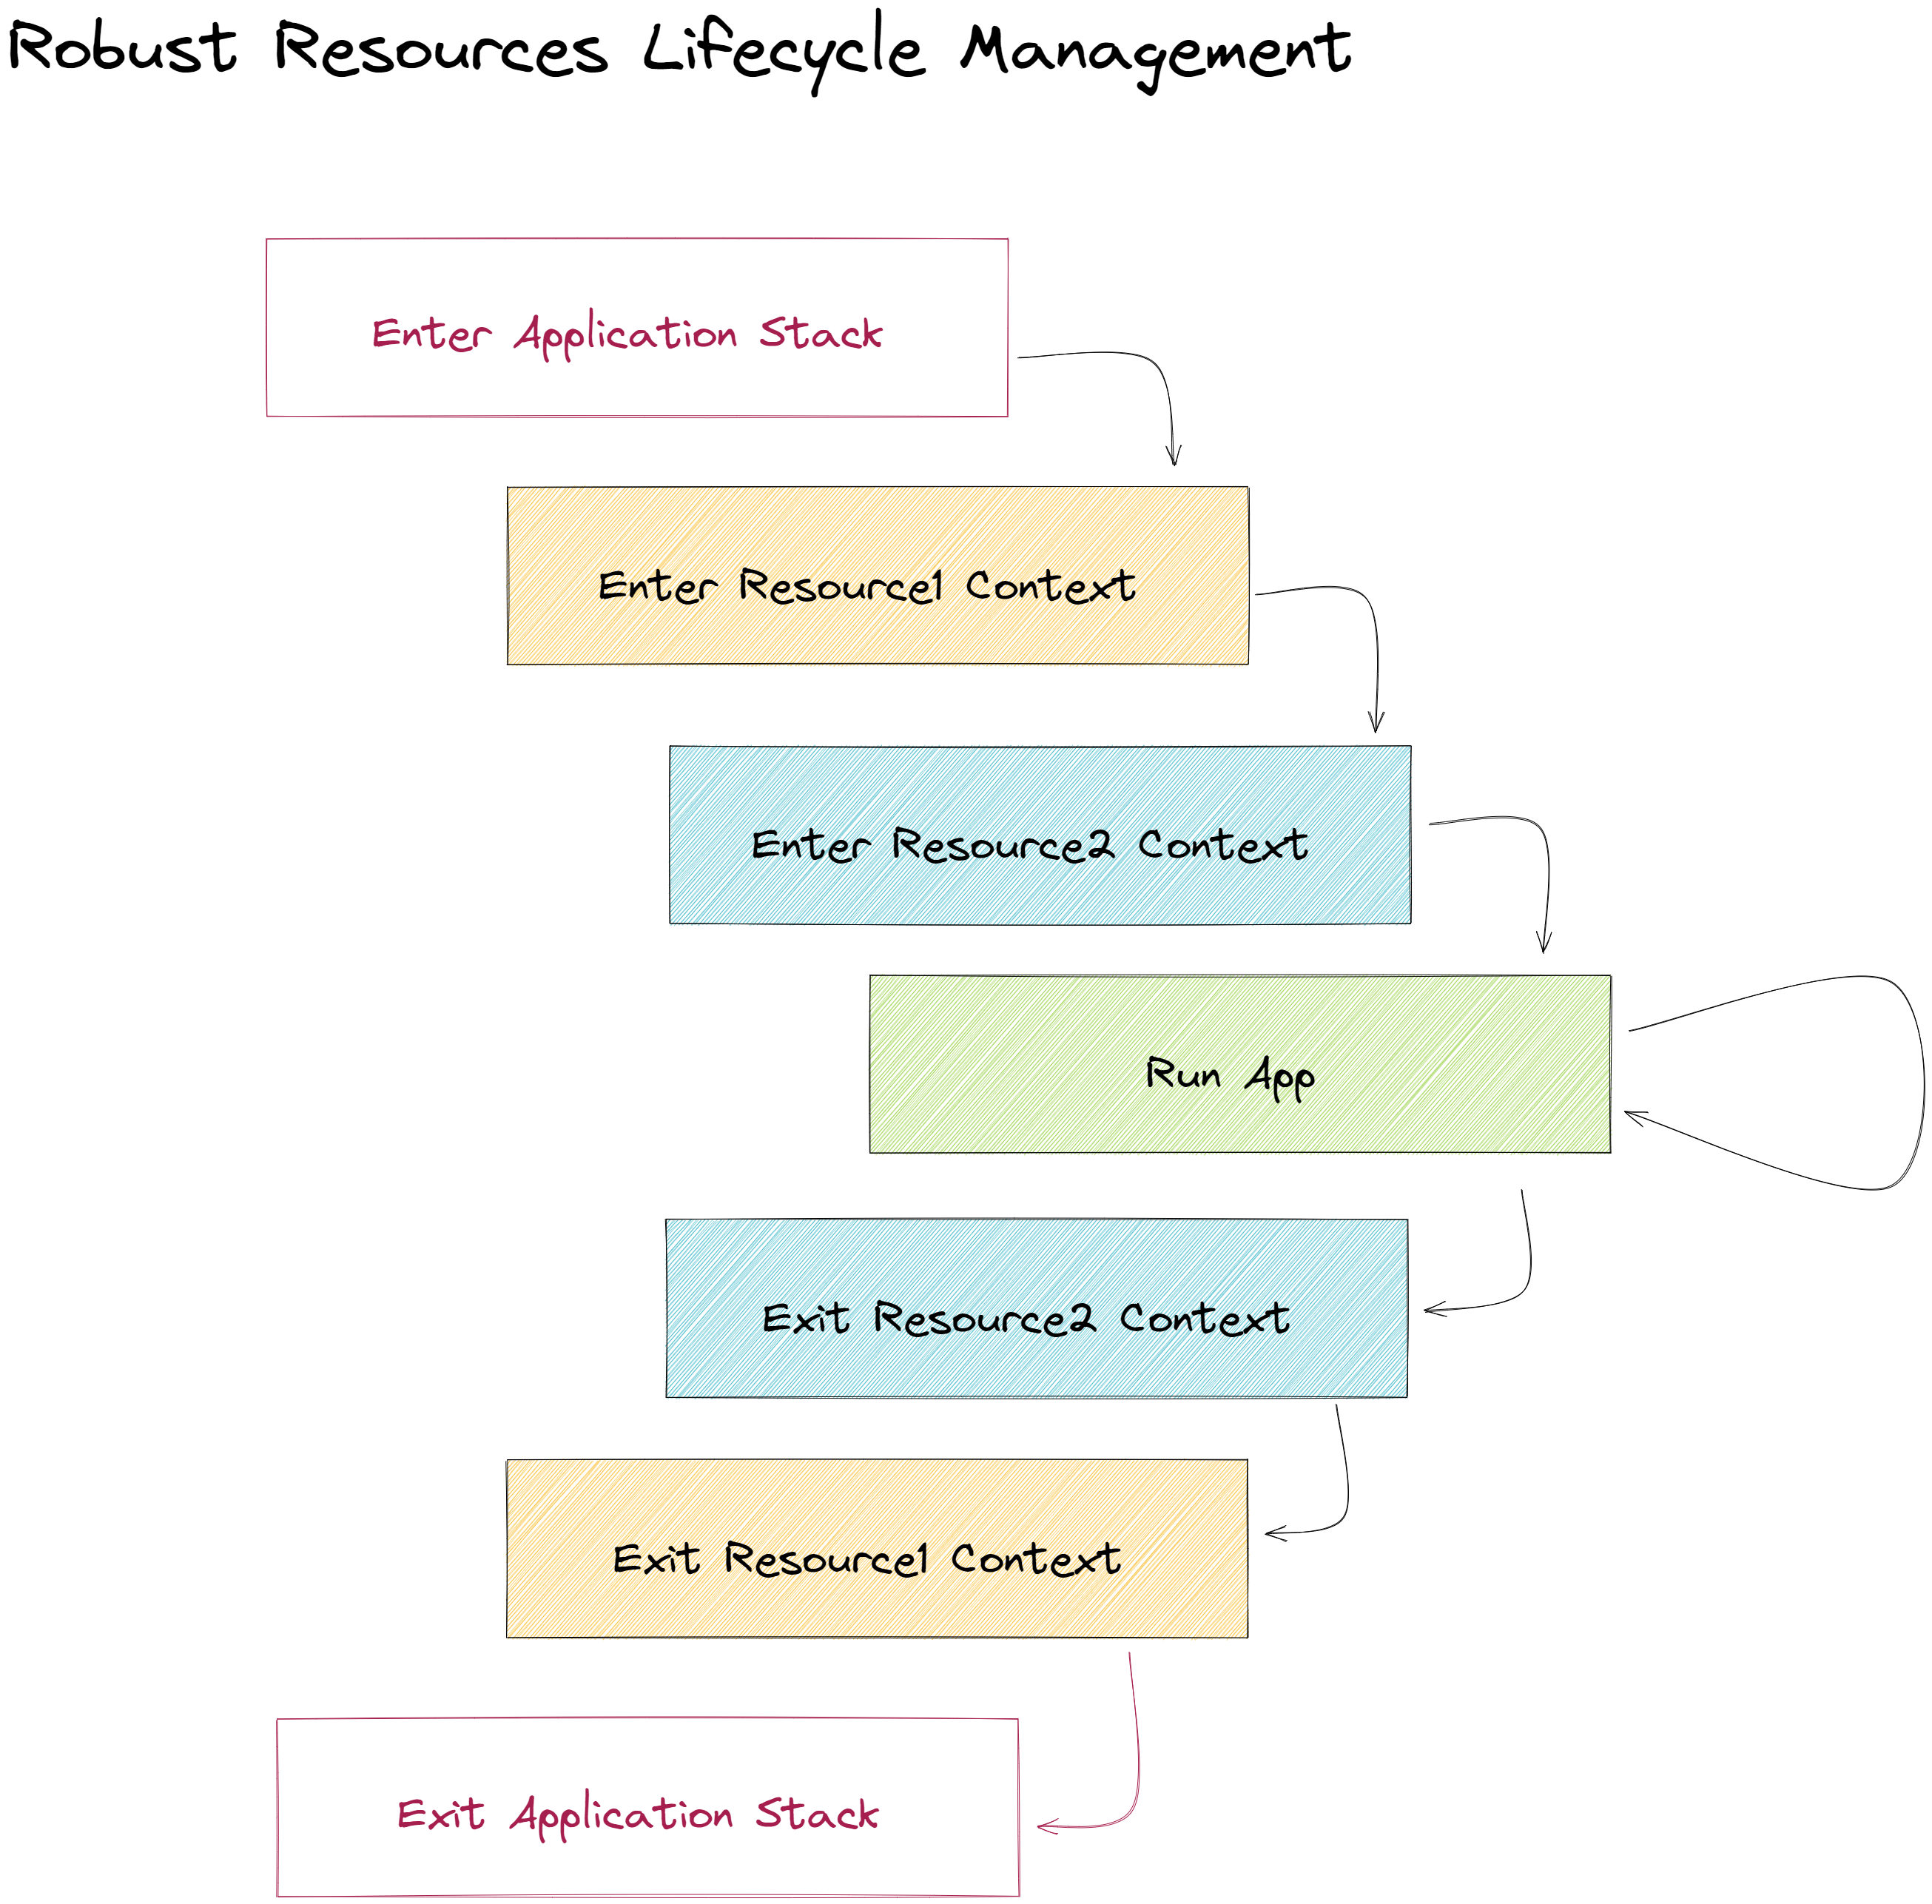 Robust Resources Lifecycle Management
Enter Application Stack
Enter Resource1 Context
Enter Resource2 Context
Run App
Exit Resource2 Context
Exit Resource1 Context
Exit Application Stack